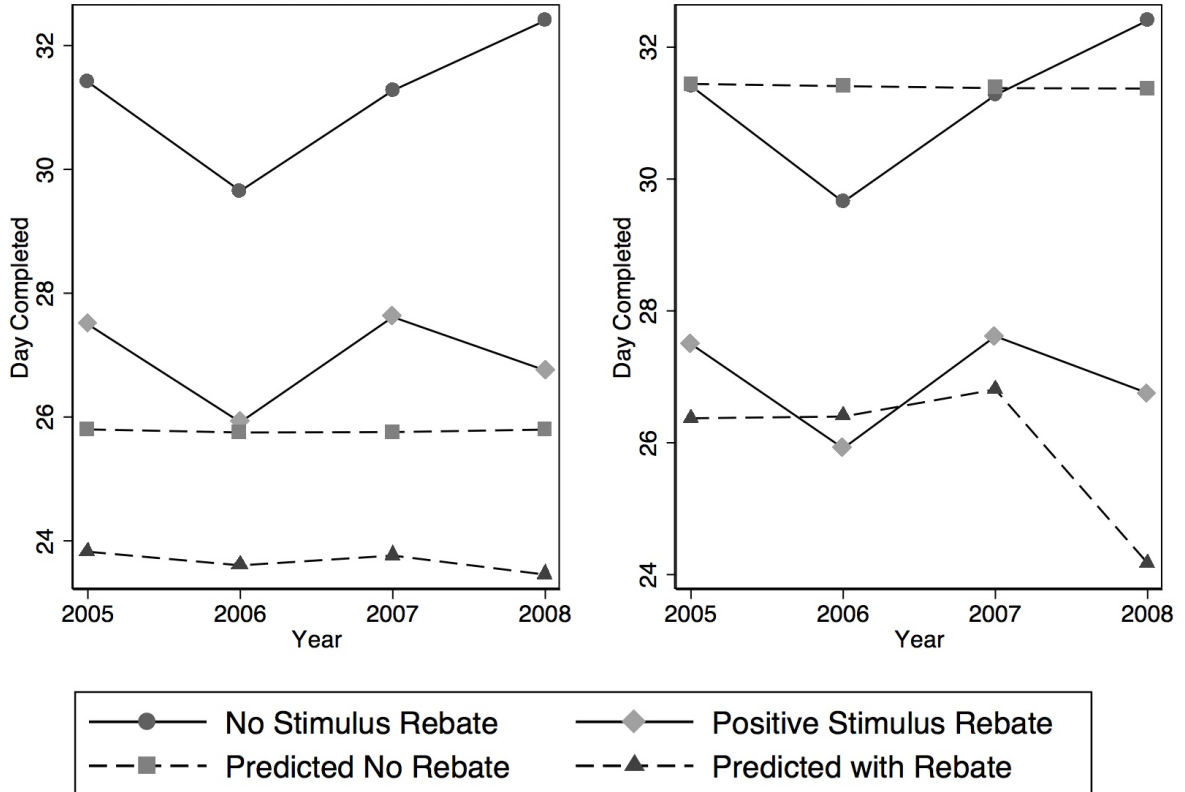 32
30
28
26
24
Day Completed
2005 2006 2007 2008
Year
32
30
28
26
24
Day Completed
2005 2006 2007 2008
Year
No Stimulus Rebate Positive Stimulus Rebate
Predicted No Rebate Predicted with Rebate